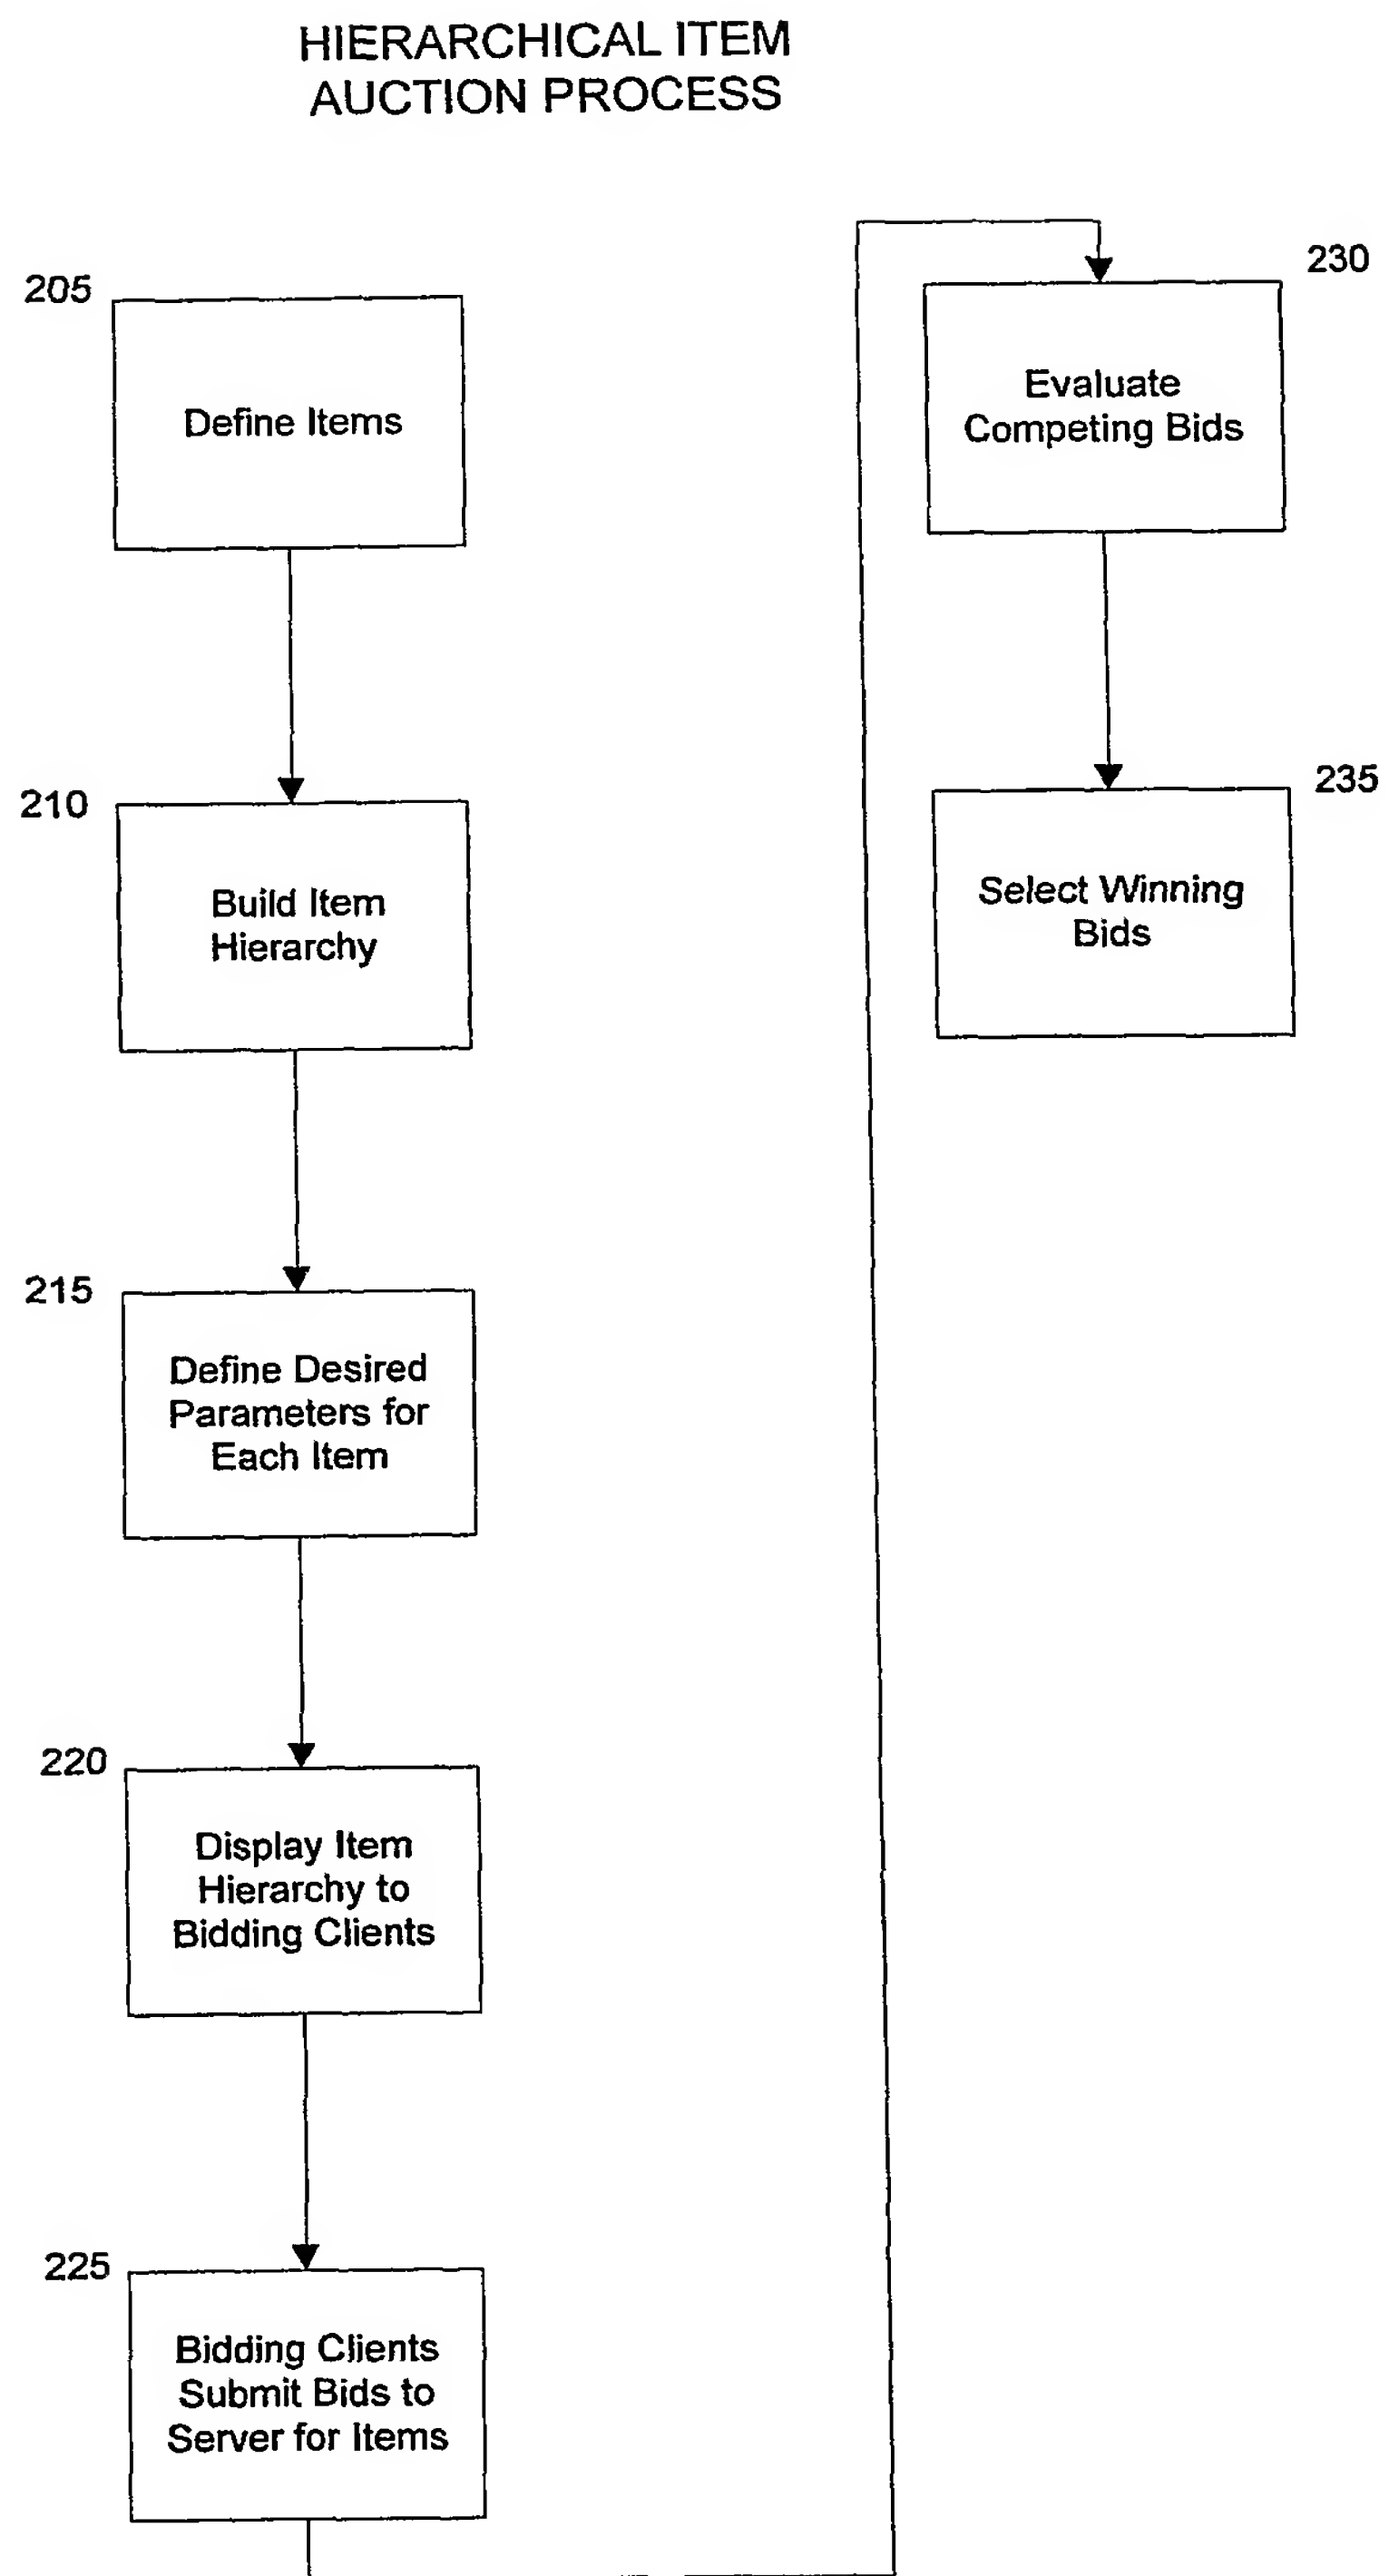 HIERARCHICAL ITEM
AUCTION PROCESS
205
Define Items
210
Build Item
Hierarchy
215
Define Desired
Parameters for
Each Item
220
Display Item
Hierarchy to
Bidding Clients
225
Bidding Clients
Submit Bids to
Server for Items
230
Evaluate
Competing Bids
235
Select Winning
Bids